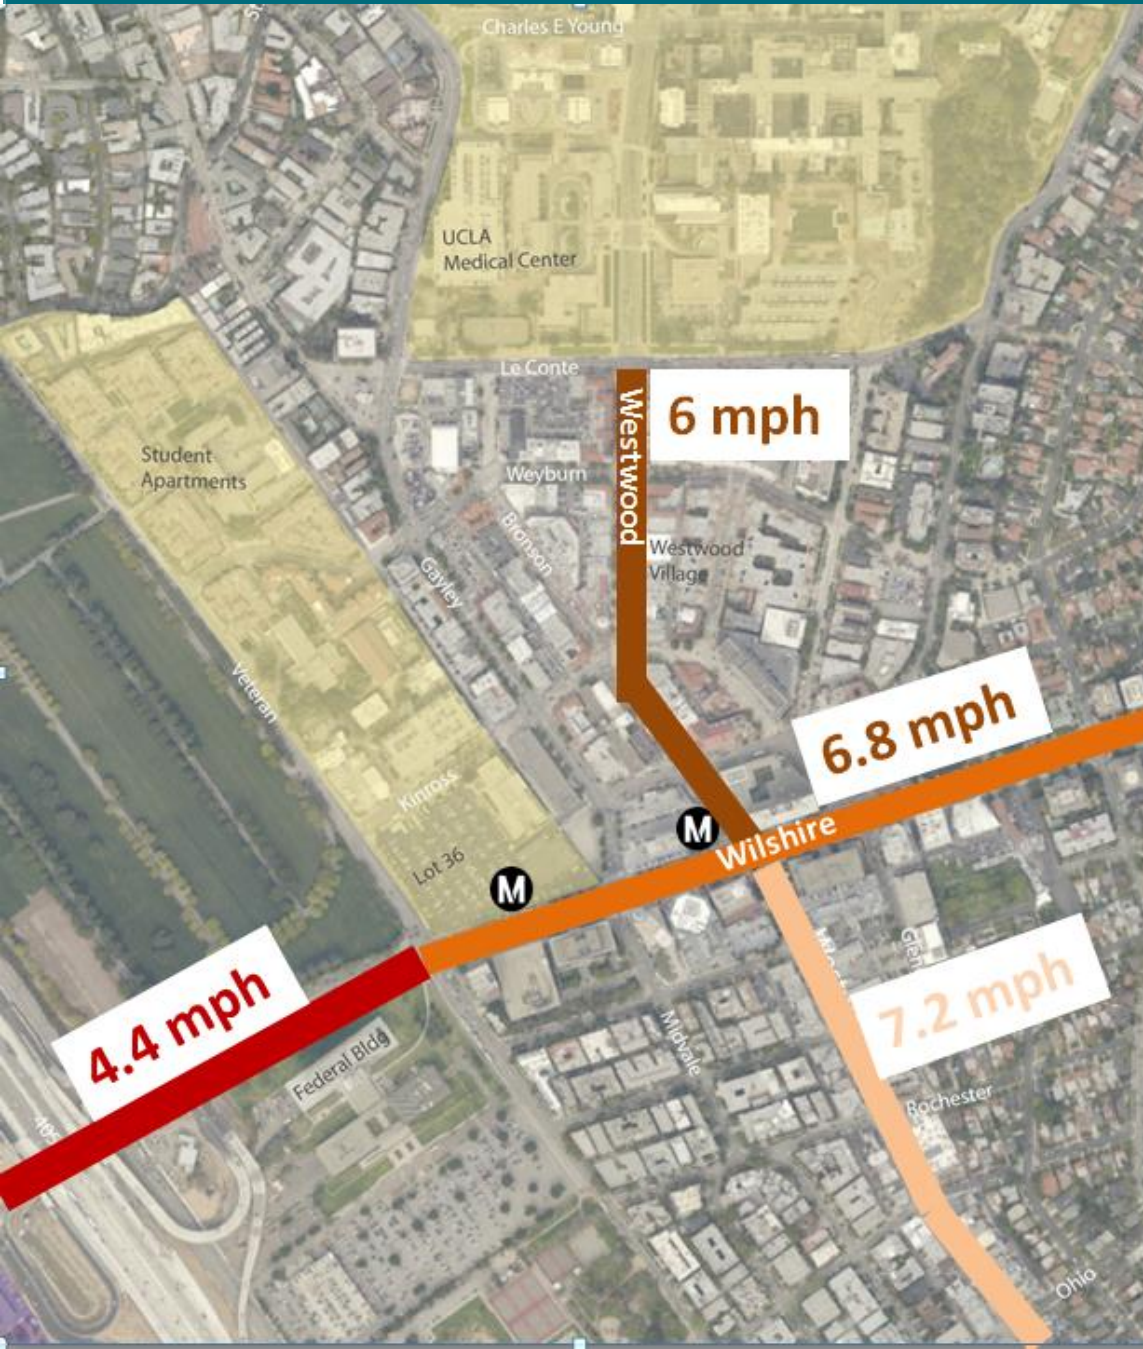 Charles E Young
UCLA
Medical Center
Le Conte
Westwood
6 mph
Student
Apartments
Weyburn
Bronson
Westwood
Village
Gayley
Veteran
6.8 mph
Kinross
M
Wilshire
Lot 36
M
4.4 mph
7.2 mph
Midvale
Federal Bldg
405
Rochester
Ohio